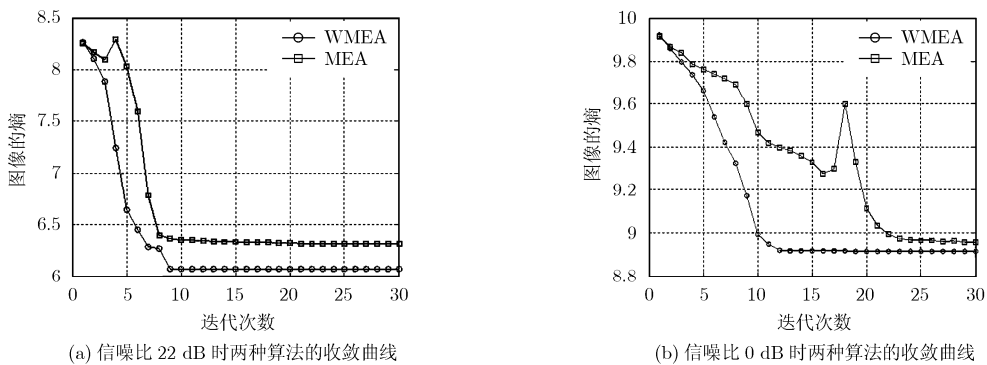 8.5
8
7.5
7
6.5
6
图像的熵
0 5 10 15 20 25 30
迭代次数
WMEA
MEA
(a) 信噪比 22 dB 时两种算法的收敛曲线
10
9.8
9.6
9.4
9.2
9
8.8
图像的熵
0 5 10 15 20 25 30
迭代次数
WMEA
MEA
(b) 信噪比 0 dB 时两种算法的收敛曲线